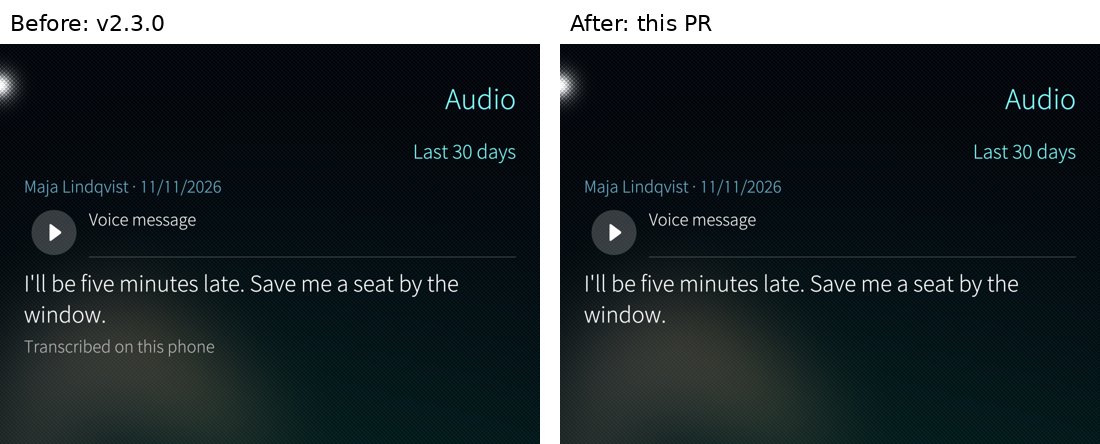 Before: v2.3.0
Audio
Last 30 days
Maja Lindqvist · 11/11/2026
Voice message
I'll be five minutes late. Save me a seat by the
window.
Transcribed on this phone
After: this PR
Audio
Last 30 days
Maja Lindqvist · 11/11/2026
Voice message
I'll be five minutes late. Save me a seat by the
window.